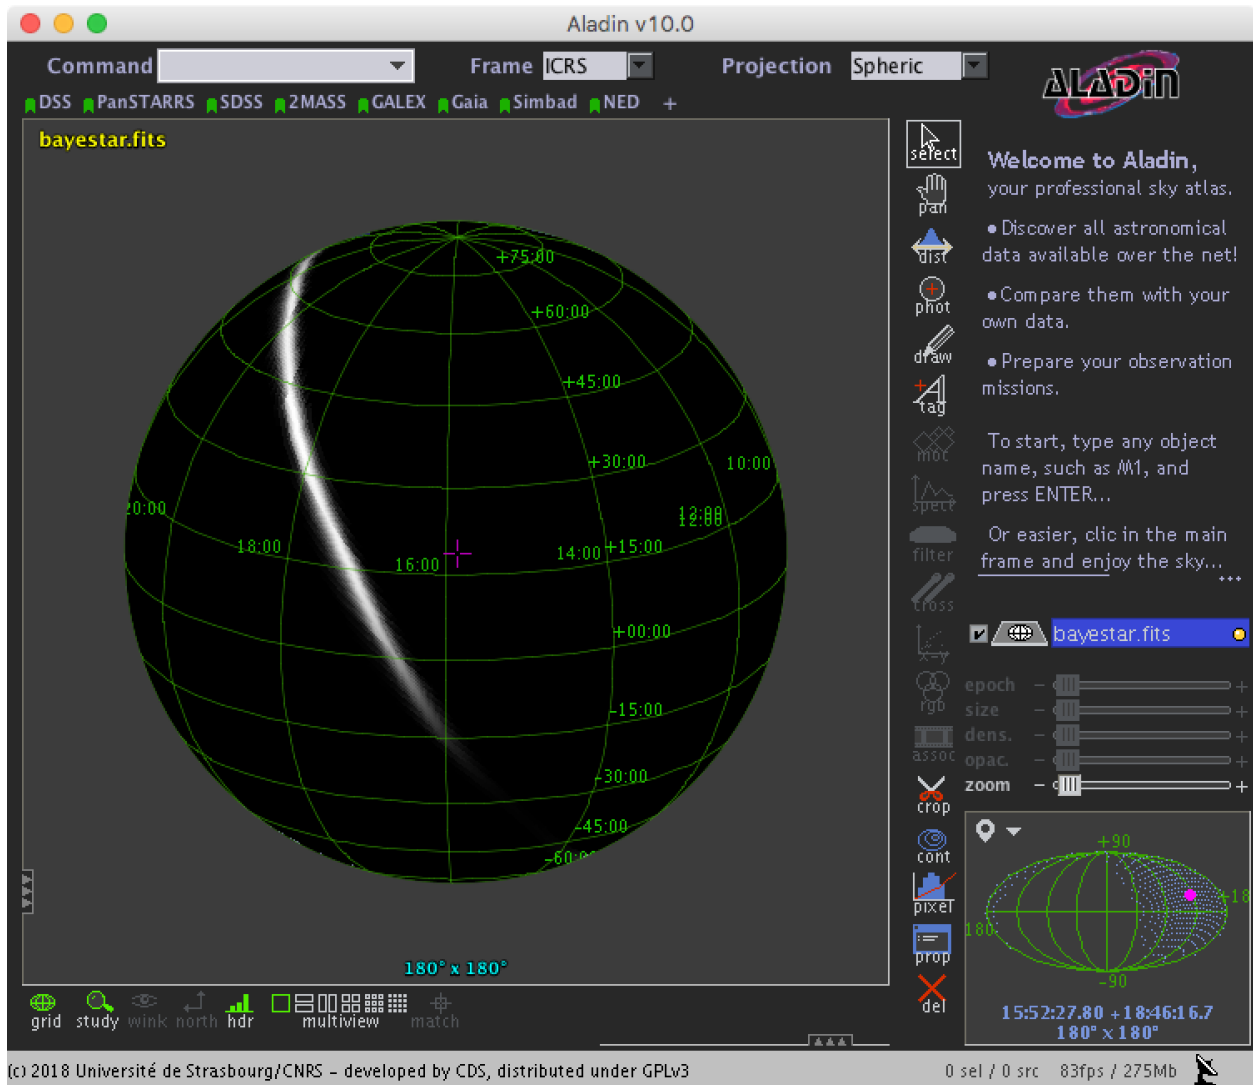 Aladin v10.0
Command
Frame ICRS
Projection Spheric
ALADiN
DSS PanSTARRS SDSS 2MASS GALEX Gaia Simbad NED +
bayestar.fits
+75:00
+60:00
+45:00
+30:00
10:00
20:00
12:00
18:00
16:00
14:00
+15:00
+00:00
-15:00
-30:00
-45:00
-60:0
180° x 180°
select
pan
dist
phot
draw
tag
moc
spect
filter
cross
x-y
rgb
assoc
crop
cont
pixel
prop
del
Welcome to Aladin,
your professional sky atlas.
• Discover all astronomical
data available over the net!
• Compare them with your
own data.
• Prepare your observation
missions.
To start, type any object
name, such as M1, and
press ENTER...
Or easier, clic in the main
frame and enjoy the sky...
...
bayestar.fits
epoch - +
size - +
dens. - +
opac. - +
zoom - +
+90
+18
180
-90
15:52:27.80 +18:46:16.7
180° x 180°
grid study wink north hdr multiview match
(c) 2018 Université de Strasbourg/CNRS - developed by CDS, distributed under GPLv3
0 sel / 0 src 83fps / 275Mb